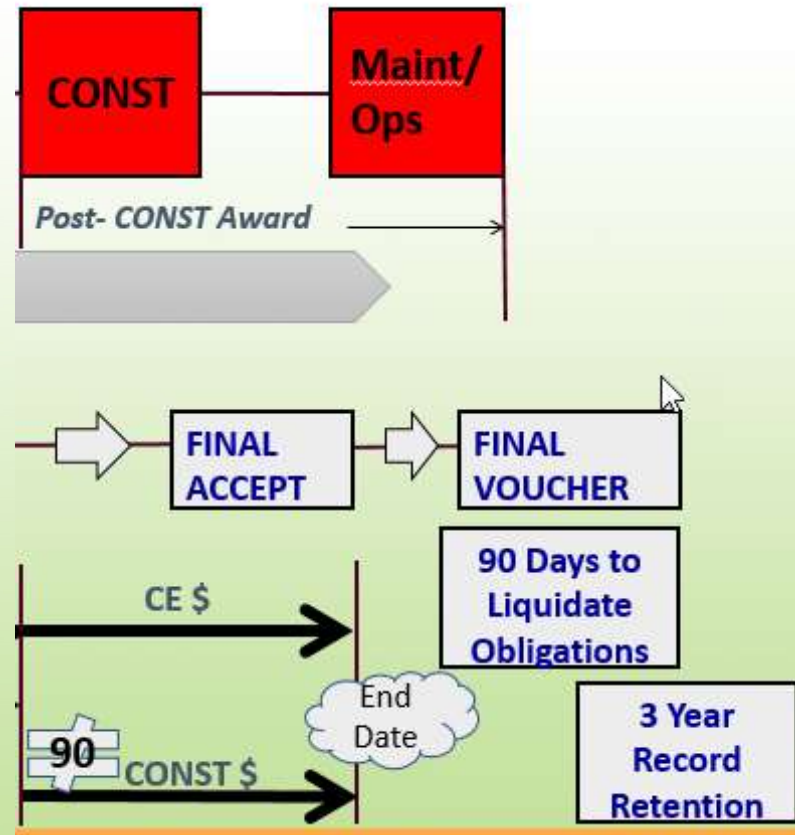 CONST
Maint/
Ops
Post- CONST Award
FINAL
ACCEPT
FINAL
VOUCHER
90 Days to
Liquidate
Obligations
CE $
End
Date
90
CONST $
3 Year
Record
Retention